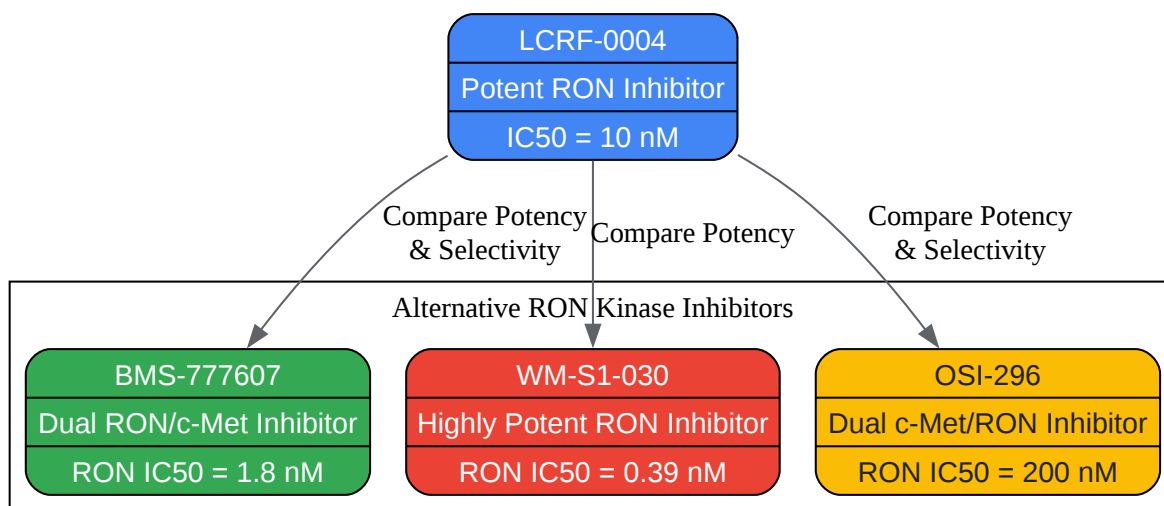 LCRF-0004
Potent RON Inhibitor
IC50 = 10 nM
Compare Potency
& Selectivity
Compare Potency
Compare Potency
& Selectivity
Alternative RON Kinase Inhibitors
BMS-777607
Dual RON/c-Met Inhibitor
RON IC50 = 1.8 nM
WM-S1-030
Highly Potent RON Inhibitor
RON IC50 = 0.39 nM
OSI-296
Dual c-Met/RON Inhibitor
RON IC50 = 200 nM